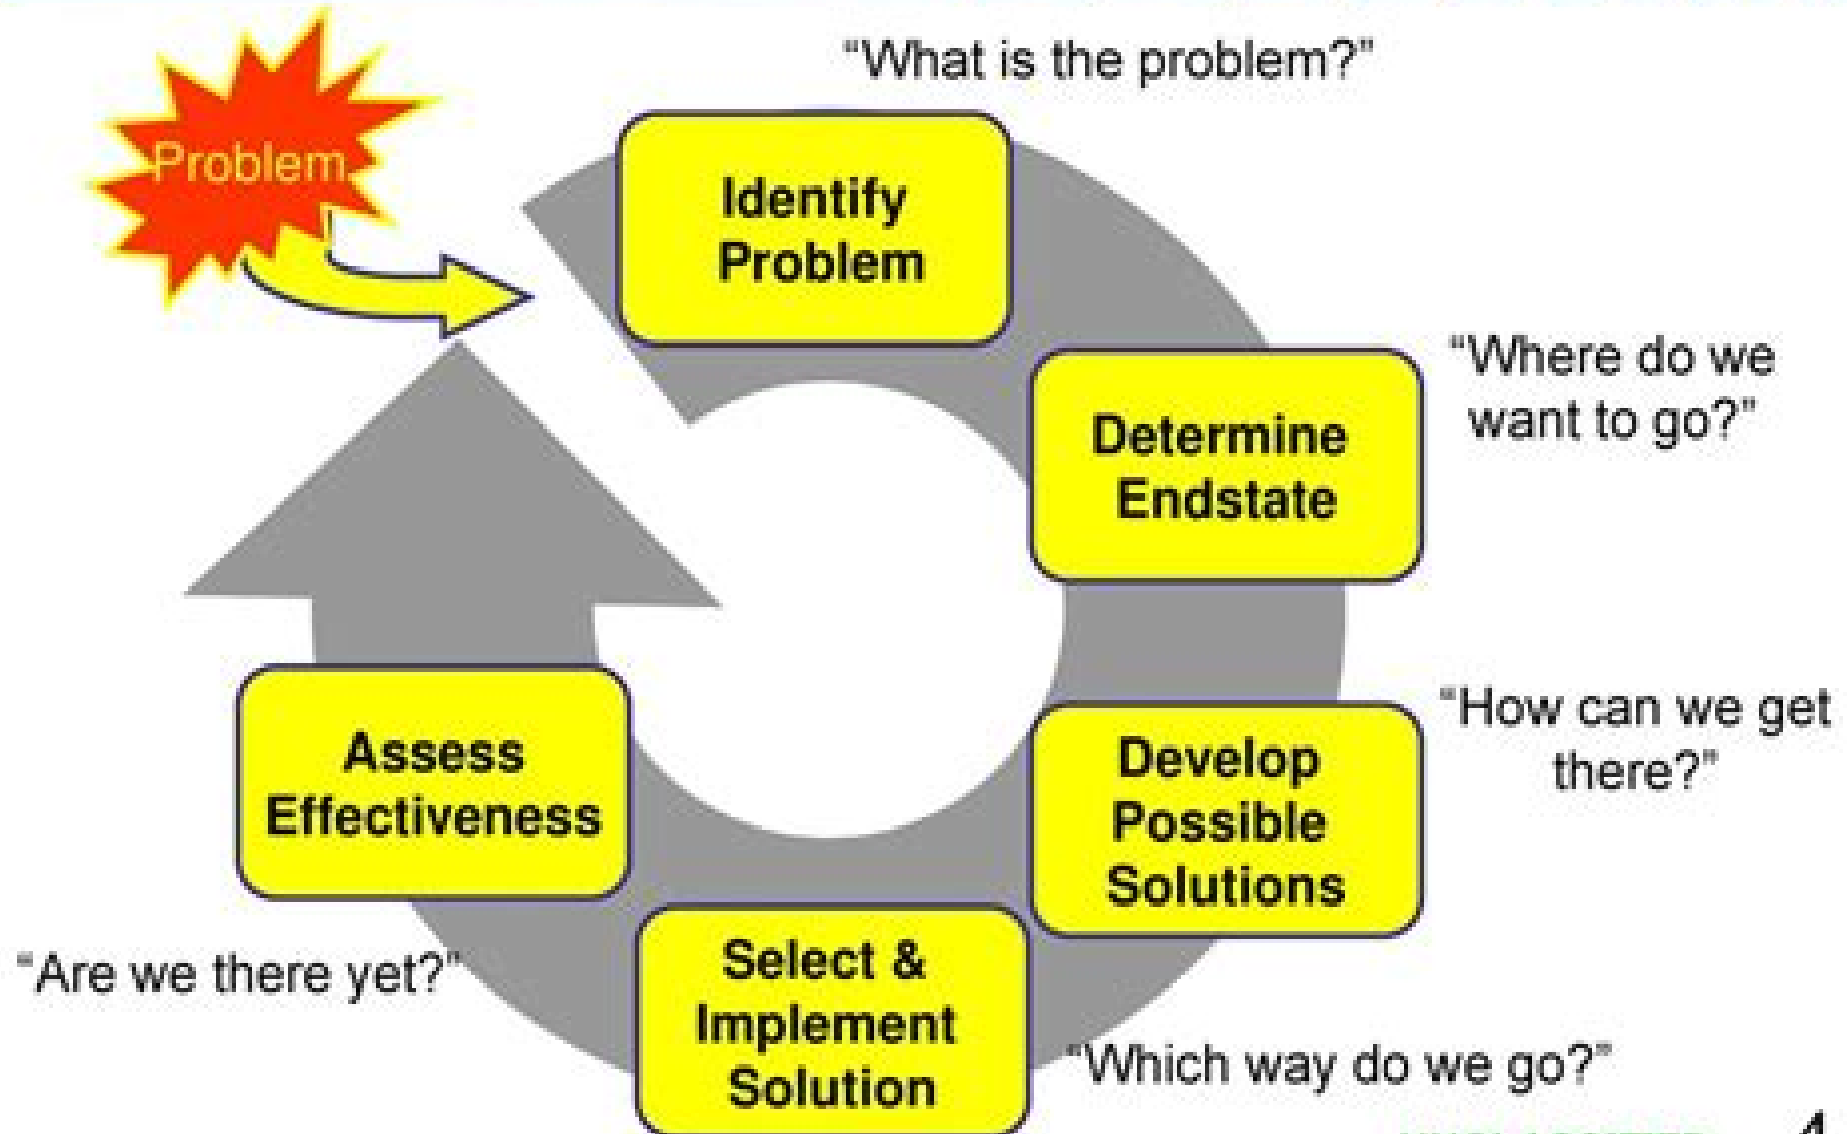 "What is the problem?"
Problem
Identify
Problem
"Where do we
want to go?"
Determine
Endstate
"How can we get
there?"
Develop
Possible
Solutions
Assess
Effectiveness
"Are we there yet?"
Select &
Implement
Solution
"Which way do we go?"